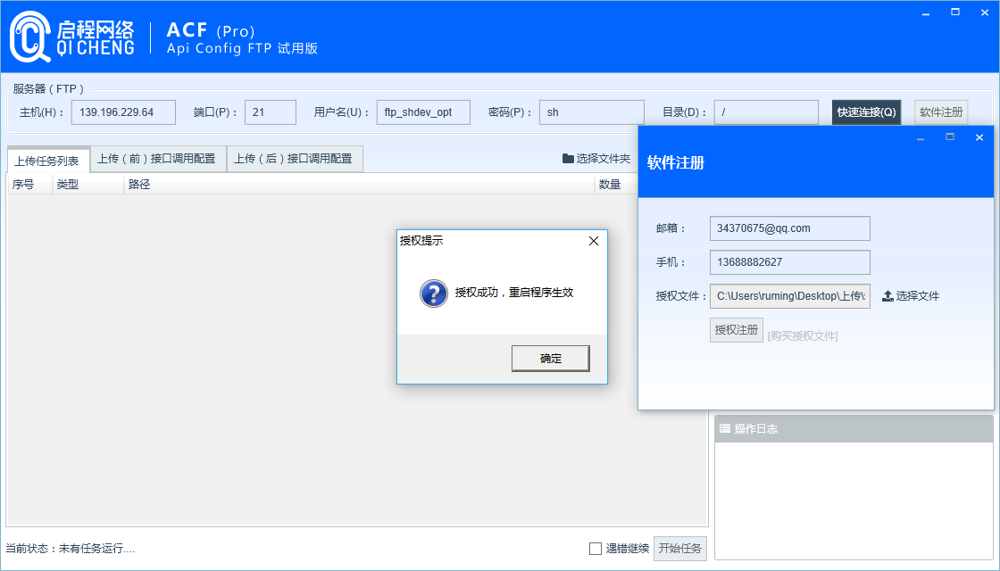 启程网络
QI CHENG
ACF (Pro)
Api Config FTP 试用版
服务器（FTP）
主机(H)： 139.196.229.64 端口(P)： 21 用户名(U)： ftp_shdev_opt 密码(P)： sh 目录(D)： / 快速连接(Q) 软件注册
上传任务列表 上传（前）接口调用配置 上传（后）接口调用配置 选择文件夹
序号 类型 路径 数量
软件注册
邮箱： 34370675@qq.com
手机： 13688882627
授权文件： C:\Users\ruming\Desktop\上传\ 选择文件
授权注册 [购买授权文件]
授权提示
授权成功，重启程序生效
确定
操作日志
当前状态：未有任务运行.... 遇错继续 开始任务